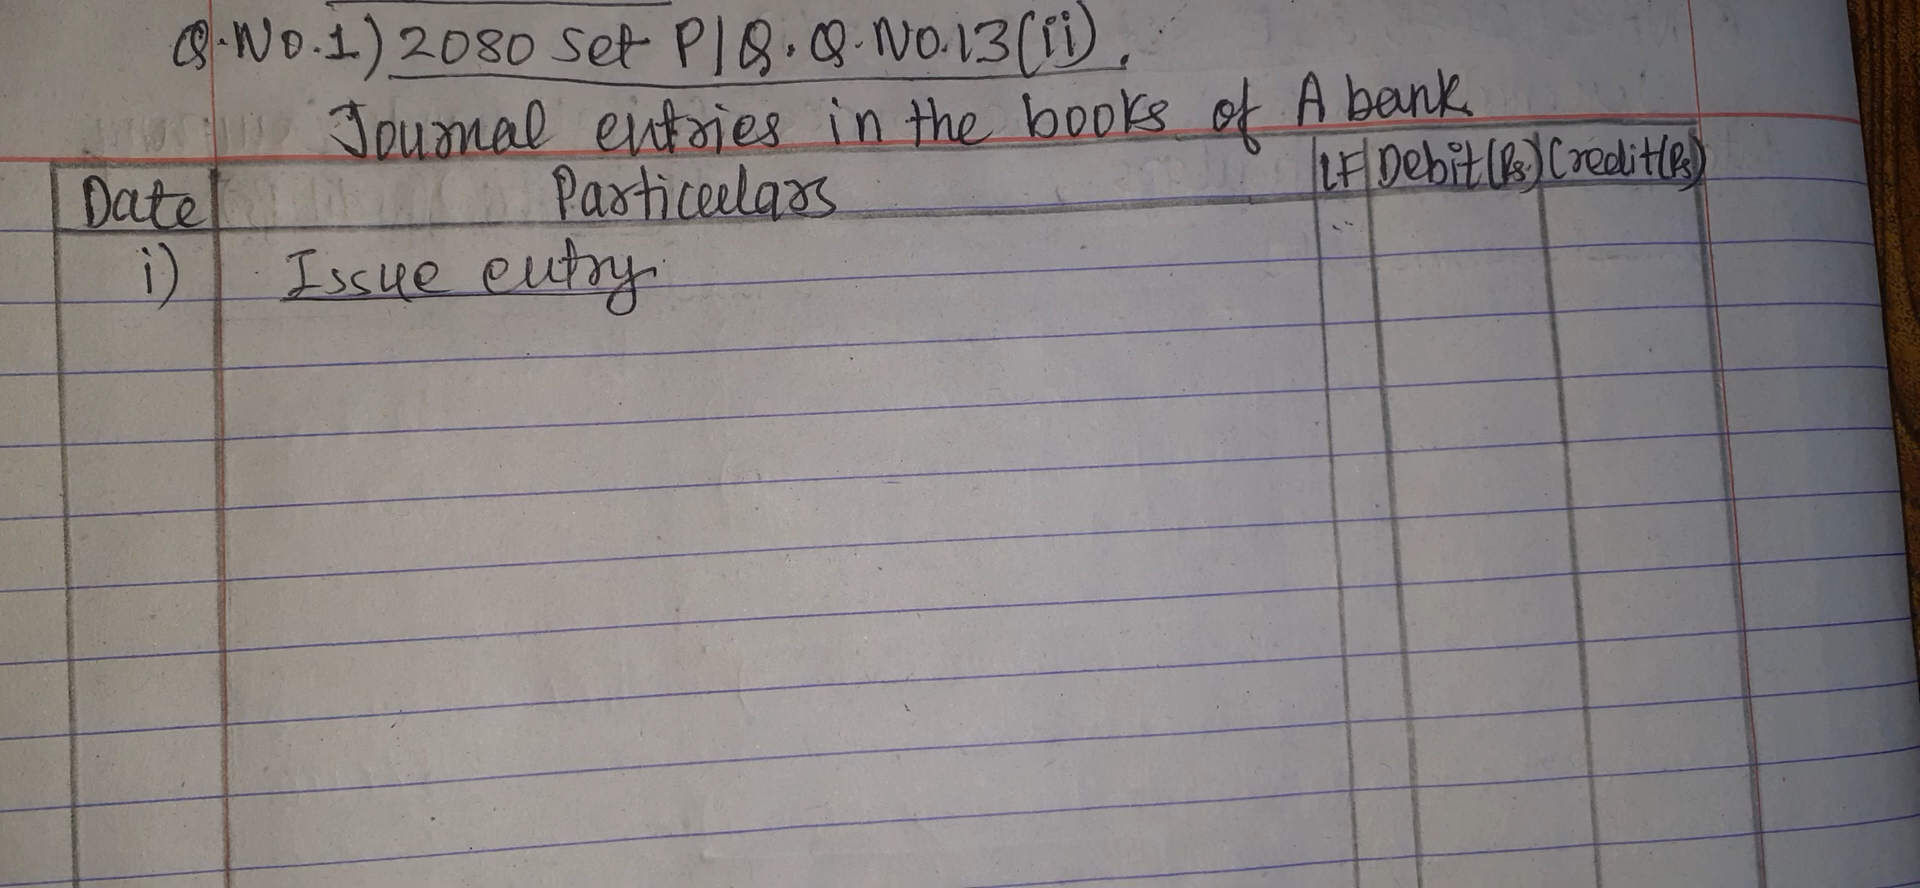 Q.No.1) 2080 Set P/Q. Q.No.13(ii).
Journal entries in the books of A bank
Date Particulars LF Debit(Rs) Credit(Rs)
i) Issue entry